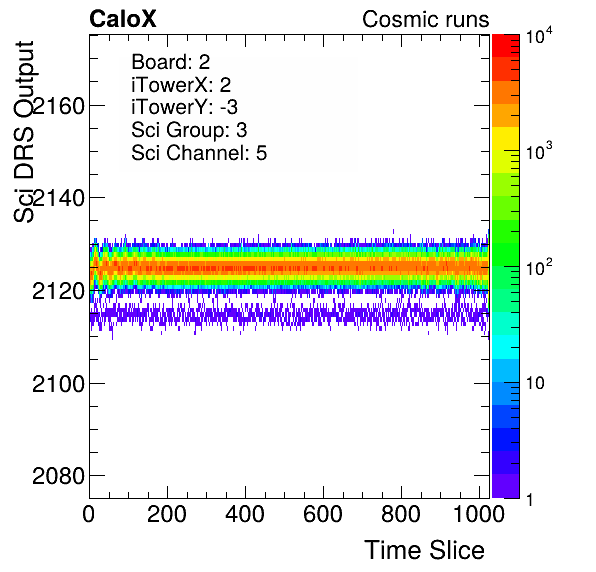 CaloX
Cosmic runs
Board: 2
iTowerX: 2
iTowerY: -3
Sci Group: 3
Sci Channel: 5
Sci DRS Output
2160
2140
2120
2100
2080
0 200 400 600 800 1000
Time Slice
10^4
10^3
10^2
10
1